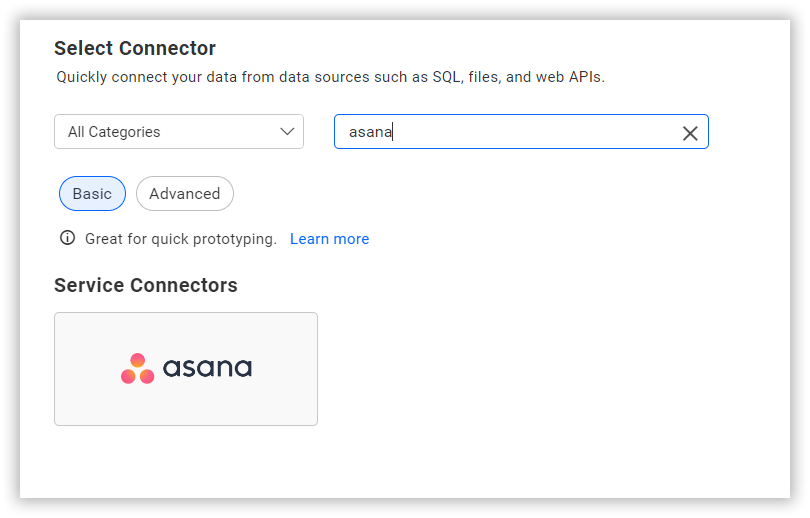 Select Connector
Quickly connect your data from data sources such as SQL, files, and web APIs.
All Categories
asana
Basic
Advanced
Great for quick prototyping. Learn more
Service Connectors
asana